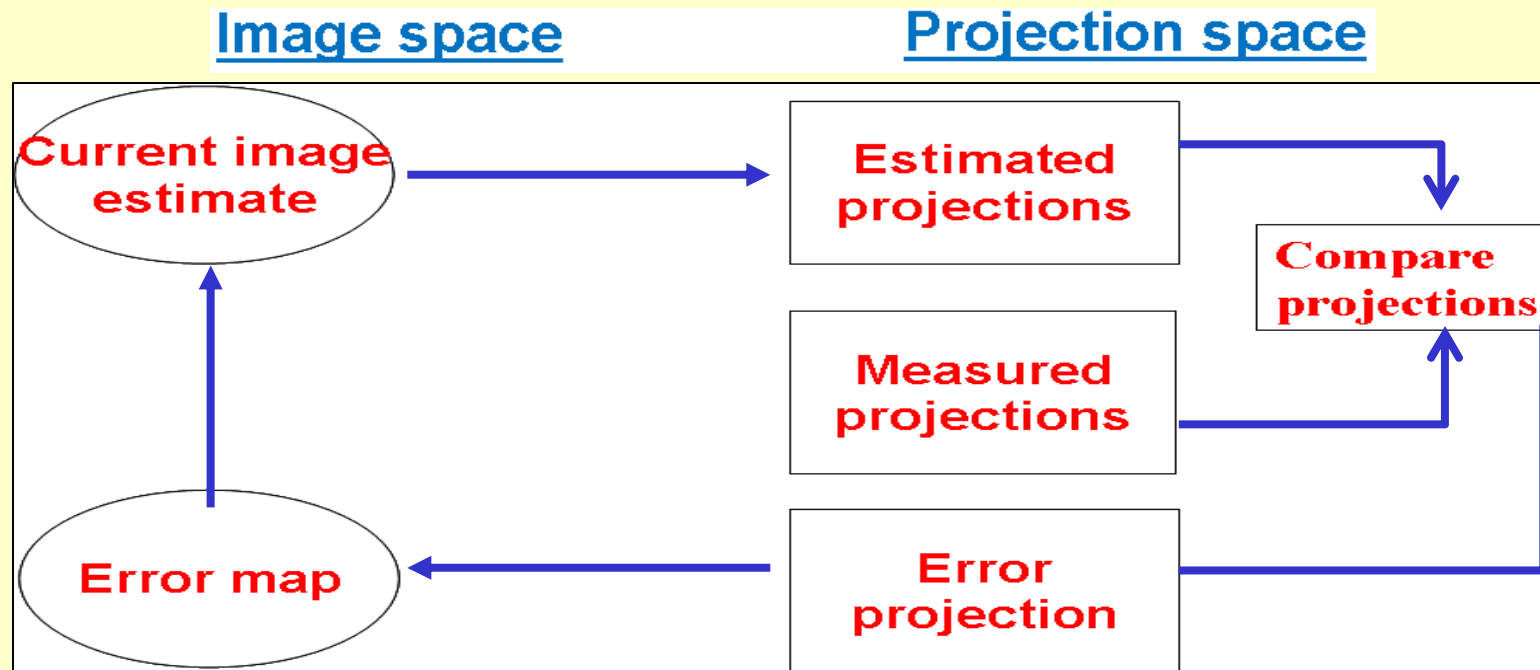 Image space
Projection space
Current image
estimate
Estimated
projections
Compare
projections
Measured
projections
Error map
Error
projection